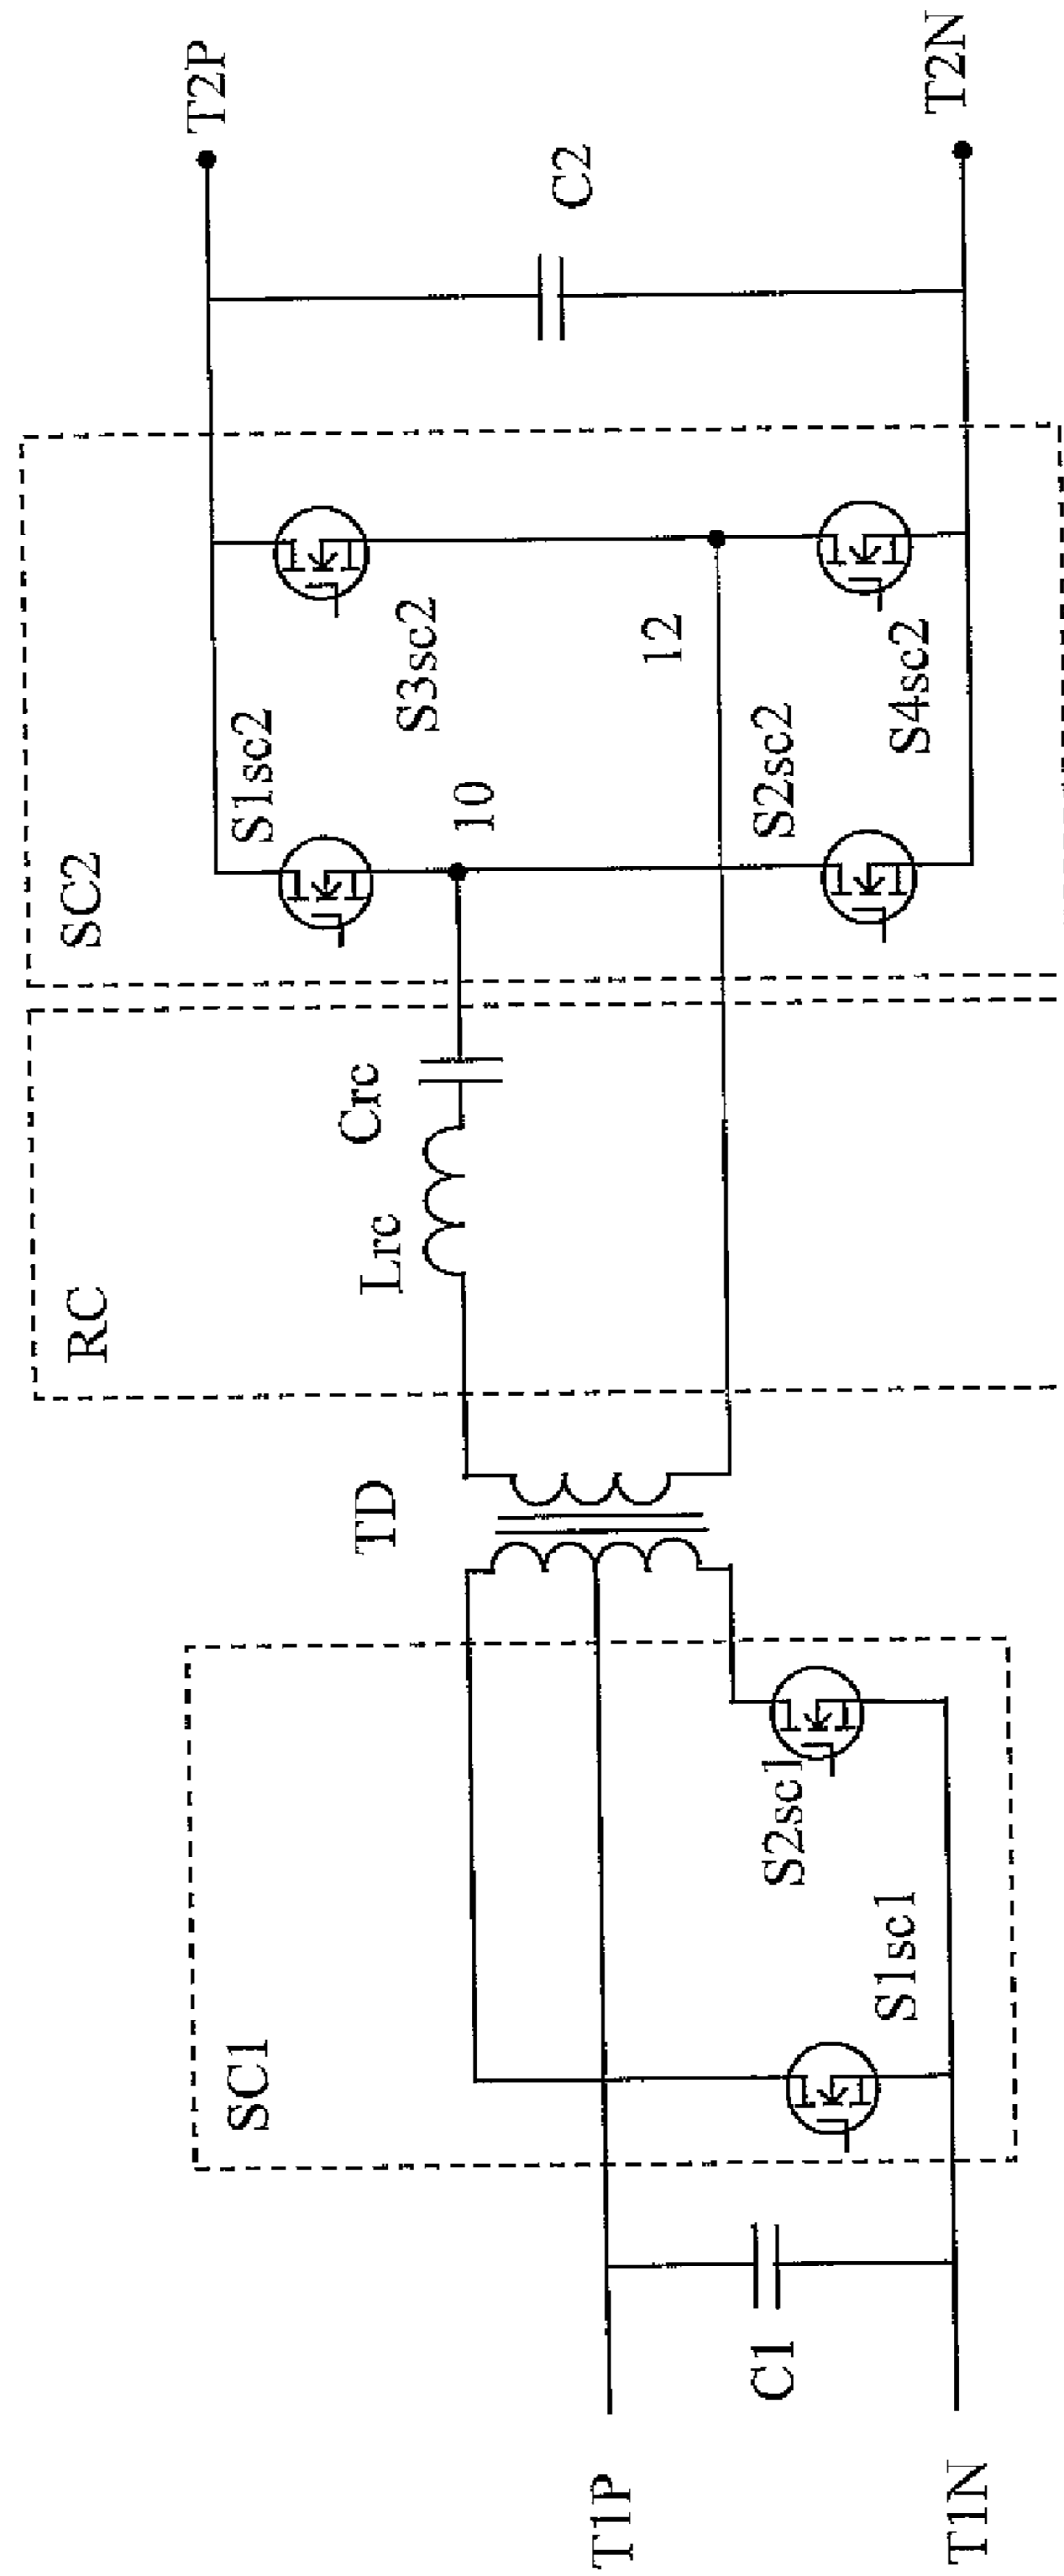 T2P
T2N
C2
SC2
S1sc2
S3sc2
10
12
S2sc2
S4sc2
RC
Lrc
Crc
TD
SC1
S2sc1
S1sc1
C1
T1P
T1N